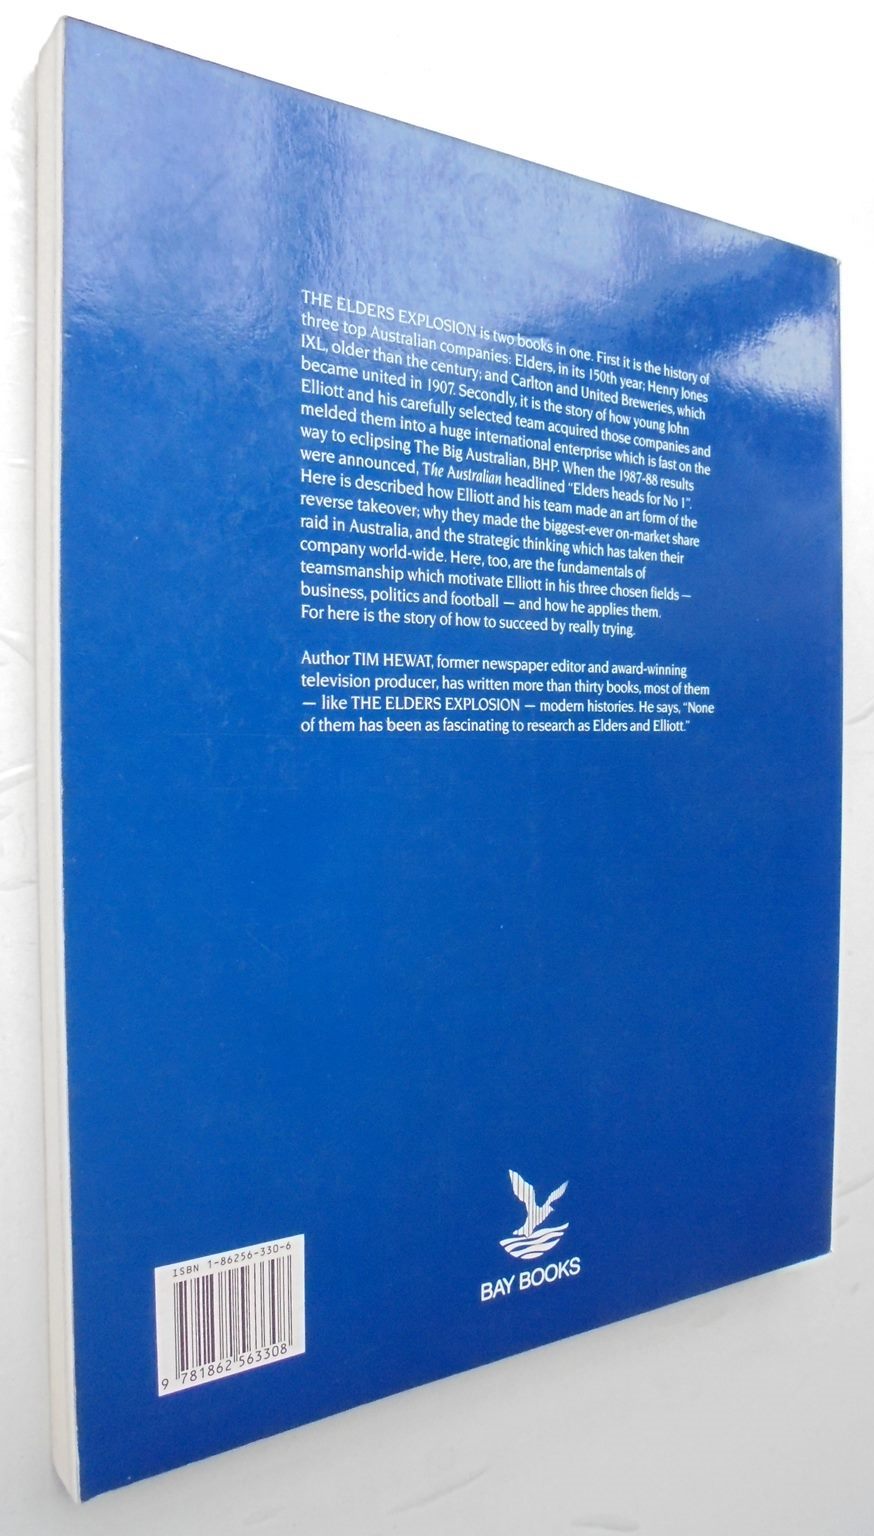 THE ELDERS EXPLOSION is two books in one. First it is the history of
three top Australian companies: Elders, in its 150th year; Henry Jones
IXL, older than the century; and Carlton and United Breweries, which
became united in 1907. Secondly, it is the story of how young John
Elliott and his carefully selected team acquired those companies and
melded them into a huge international enterprise which is fast on the
way to eclipsing The Big Australian, BHP. When the 1987-88 results
were announced, The Australian headlined "Elders heads for No 1".
Here is described how Elliott and his team made an art form of the
reverse takeover; why they made the biggest-ever on-market share
raid in Australia, and the strategic thinking which has taken their
company world-wide. Here, too, are the fundamentals of
teamsmanship which motivate Elliott in his three chosen fields —
business, politics and football — and how he applies them.
For here is the story of how to succeed by really trying.
Author TIM HEWAT, former newspaper editor and award-winning
television producer, has written more than thirty books, most of them
— like THE ELDERS EXPLOSION — modern histories. He says, "None
of them has been as fascinating to research as Elders and Elliott."
BAY BOOKS
ISBN 1-86256-330-6
9 781862 563308